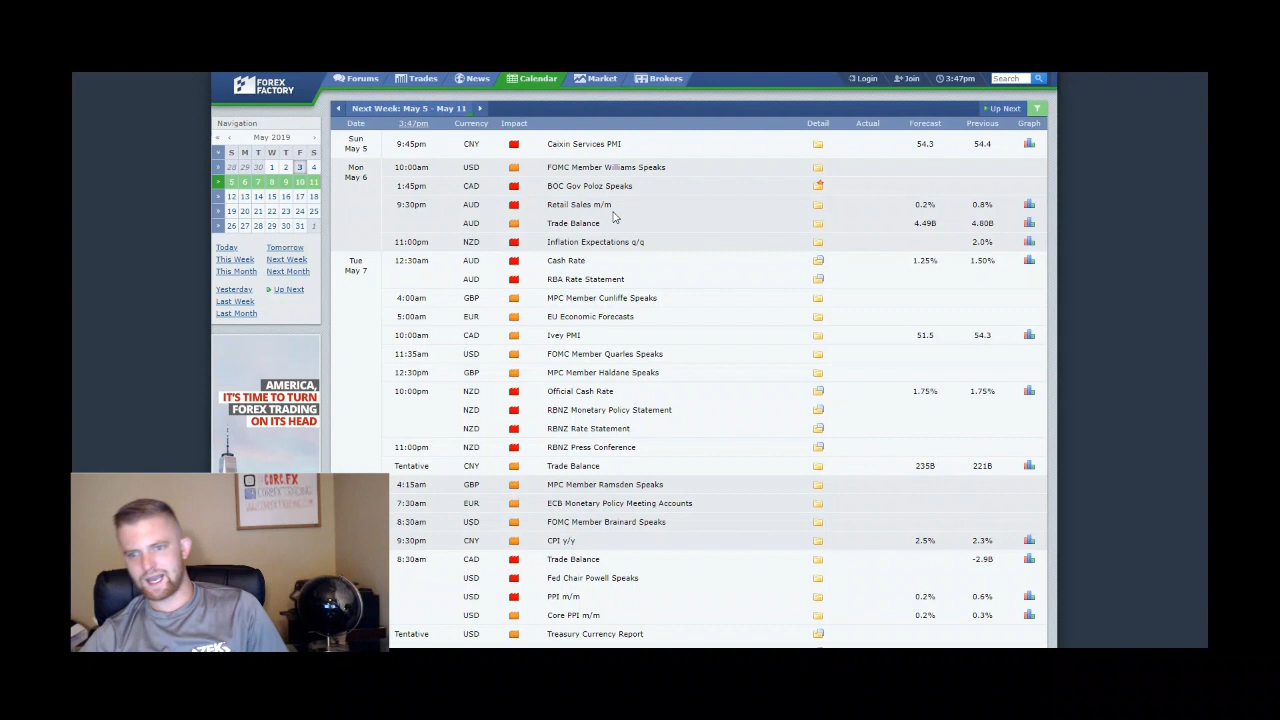 FOREX FACTORY
Forums Trades News Calendar Market Brokers Login Join 3:47pm Search
Navigation
« ‹ May 2019 ›
S M T W T F S
28 29 30 1 2 3 4
5 6 7 8 9 10 11
12 13 14 15 16 17 18
19 20 21 22 23 24 25
26 27 28 29 30 31 1
Today Tomorrow
This Week Next Week
This Month Next Month
Yesterday Up Next
Last Week
Last Month
AMERICA,
IT'S TIME TO TURN
FOREX TRADING
ON ITS HEAD
Next Week: May 5 - May 11 Up Next
Date 3:47pm Currency Impact Detail Actual Forecast Previous Graph
Sun May 5 9:45pm CNY Caixin Services PMI 54.3 54.4
Mon May 6 10:00am USD FOMC Member Williams Speaks
1:45pm CAD BOC Gov Poloz Speaks
9:30pm AUD Retail Sales m/m 0.2% 0.8%
AUD Trade Balance 4.49B 4.80B
11:00pm NZD Inflation Expectations q/q 2.0%
Tue May 7 12:30am AUD Cash Rate 1.25% 1.50%
AUD RBA Rate Statement
4:00am GBP MPC Member Cunliffe Speaks
5:00am EUR EU Economic Forecasts
10:00am CAD Ivey PMI 51.5 54.3
11:35am USD FOMC Member Quarles Speaks
12:30pm GBP MPC Member Haldane Speaks
10:00pm NZD Official Cash Rate 1.75% 1.75%
NZD RBNZ Monetary Policy Statement
NZD RBNZ Rate Statement
11:00pm NZD RBNZ Press Conference
Tentative CNY Trade Balance 235B 221B
4:15am GBP MPC Member Ramsden Speaks
7:30am EUR ECB Monetary Policy Meeting Accounts
8:30am USD FOMC Member Brainard Speaks
9:30pm CNY CPI y/y 2.5% 2.3%
8:30am CAD Trade Balance -2.9B
USD Fed Chair Powell Speaks
USD PPI m/m 0.2% 0.6%
USD Core PPI m/m 0.2% 0.3%
Tentative USD Treasury Currency Report